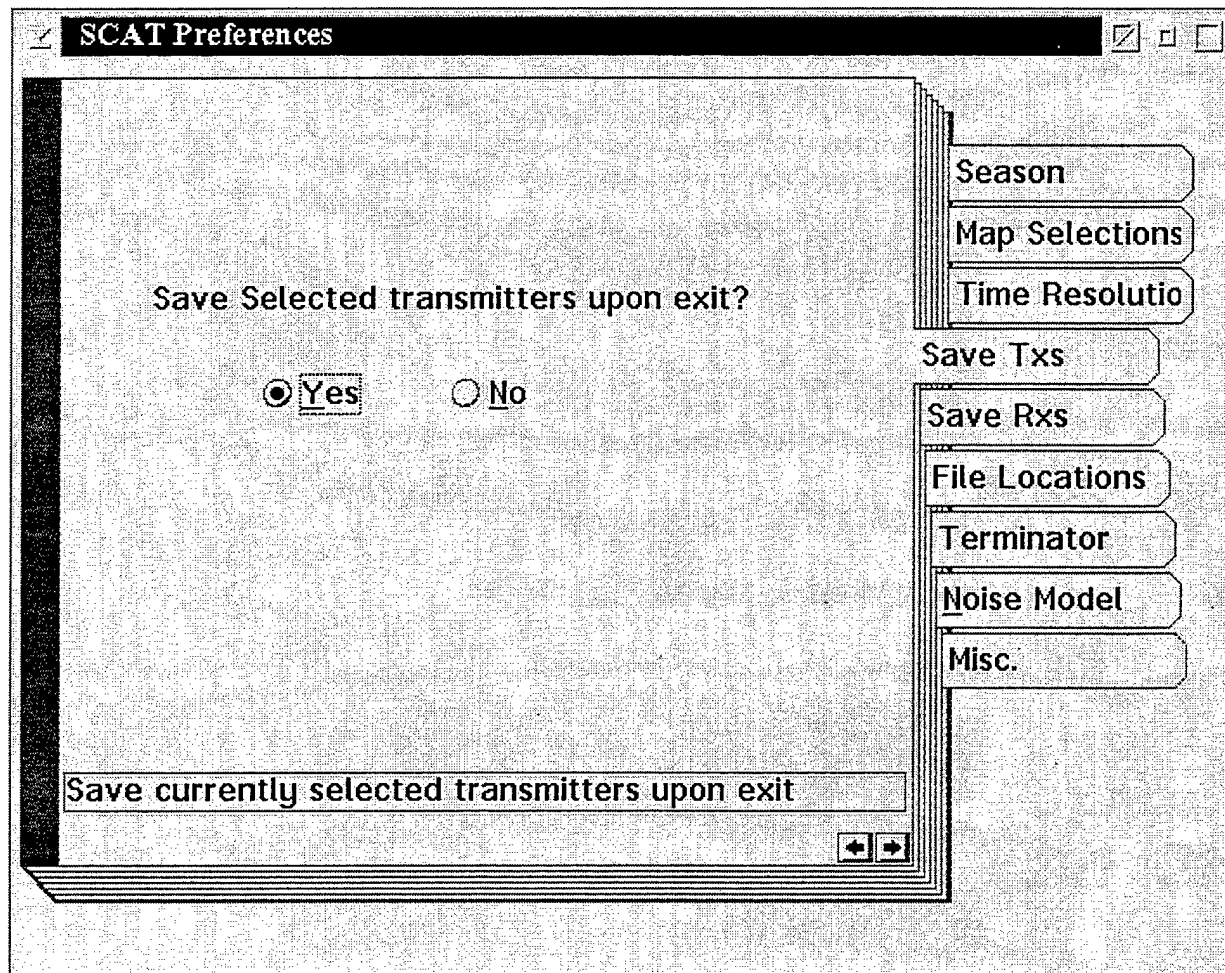 SCAT Preferences
Season
Map Selections
Time Resolutio
Save Selected transmitters upon exit?
Save Txs
Yes No
Save Rxs
File Locations
Terminator
Noise Model
Misc.
Save currently selected transmitters upon exit